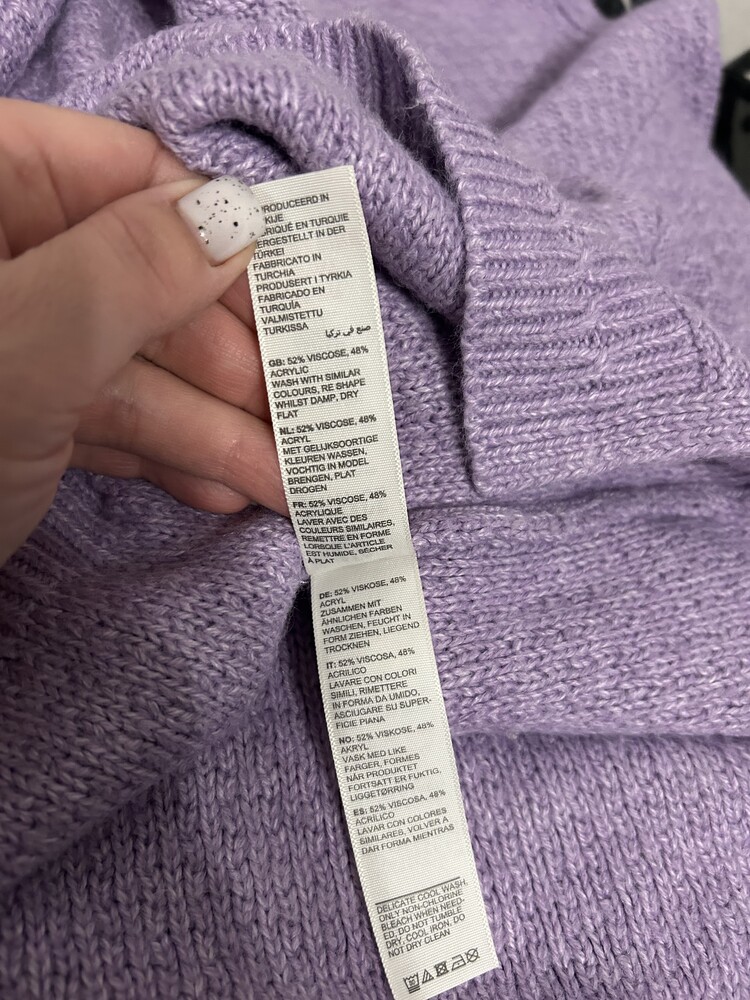 RODUCEERD IN
KIJE
RIQUÉ EN TURQUIE
ERGESTELLT IN DER
TÜRKEI
FABBRICATO IN
TURCHIA
PRODUSERT I TYRKIA
FABRICADO EN
TURQUÍA
VALMISTETTU
TURKISSA
صنع في تركيا
GB: 52% VISCOSE, 48%
ACRYLIC
WASH WITH SIMILAR
COLOURS, RE SHAPE
WHILST DAMP, DRY
FLAT
NL: 52% VISCOSE, 48%
ACRYL
MET GELIJKSOORTIGE
KLEUREN WASSEN,
VOCHTIG IN MODEL
BRENGEN, PLAT
DROGEN
FR: 52% VISCOSE, 48%
ACRYLIQUE
LAVER AVEC DES
COULEURS SIMILAIRES,
REMETTRE EN FORME
LORSQUE L'ARTICLE
EST HUMIDE, SÉCHER
À PLAT
DE: 52% VISKOSE, 48%
ACRYL
ZUSAMMEN MIT
ÄHNLICHEN FARBEN
WASCHEN, FEUCHT IN
FORM ZIEHEN, LIEGEND
TROCKNEN
IT: 52% VISCOSA, 48%
ACRILICO
LAVARE CON COLORI
SIMILI, RIMETTERE
IN FORMA DA UMIDO,
ASCIUGARE SU SUPER-
FICIE PIANA
NO: 52% VISKOSE, 48%
AKRYL
VASK MED LIKE
FARGER, FORMES
NÅR PRODUKTET
FORTSATT ER FUKTIG,
LIGGETØRRING
ES: 52% VISCOSA, 48%
ACRÍLICO
LAVAR CON COLORES
SIMILARES, VOLVER A
DAR FORMA MIENTRAS
DELICATE COOL WASH,
ONLY NON-CHLORINE
BLEACH WHEN NEED-
ED, DO NOT TUMBLE
DRY, COOL IRON, DO
NOT DRY CLEAN